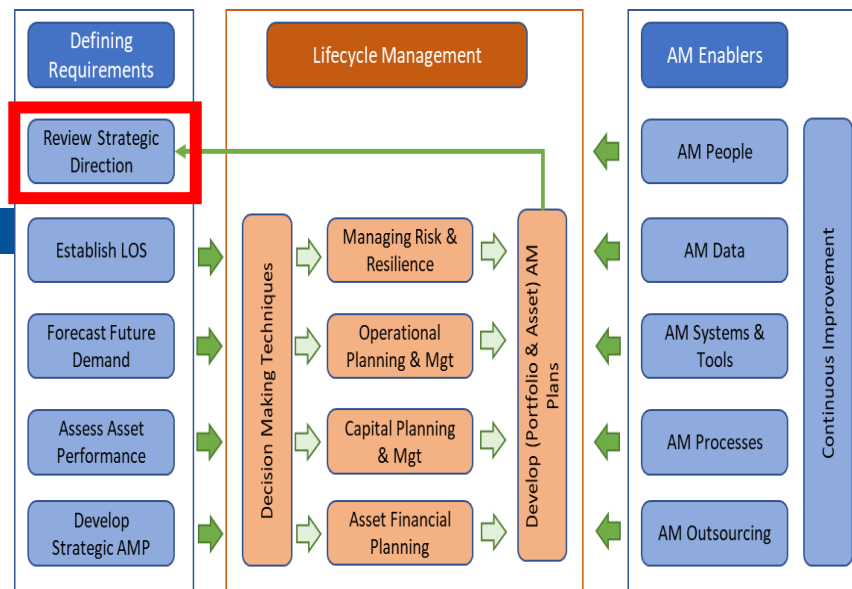 Defining
Requirements
Review Strategic
Direction
Establish LOS
Forecast Future
Demand
Assess Asset
Performance
Develop
Strategic AMP
Lifecycle Management
Decision Making Techniques
Managing Risk &
Resilience
Operational
Planning & Mgt
Capital Planning
& Mgt
Asset Financial
Planning
Develop (Portfolio & Asset) AM
Plans
AM Enablers
AM People
AM Data
AM Systems &
Tools
AM Processes
AM Outsourcing
Continuous Improvement